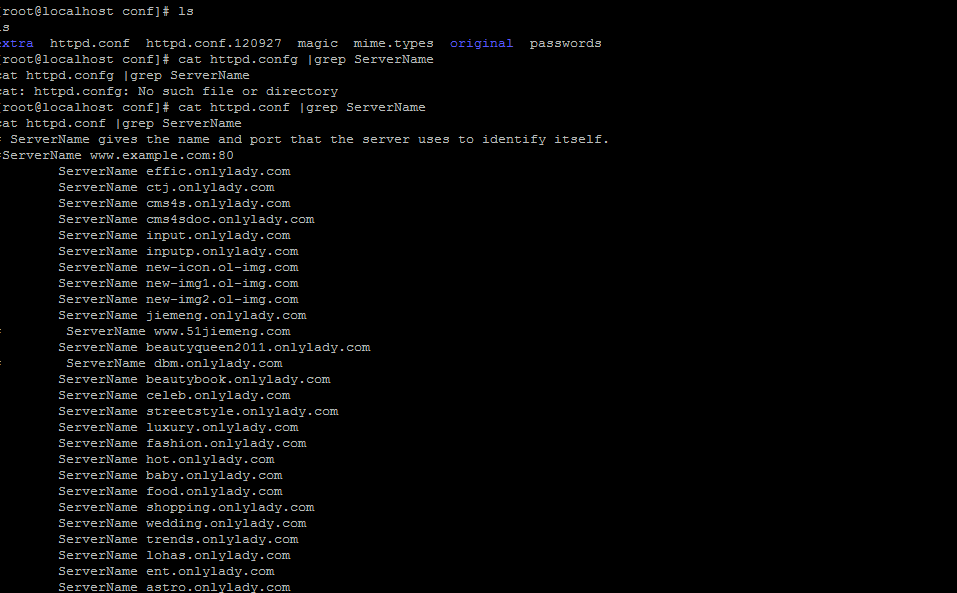 [root@localhost conf]# ls
ls
extra httpd.conf httpd.conf.120927 magic mime.types original passwords
[root@localhost conf]# cat httpd.confg |grep ServerName
cat httpd.confg |grep ServerName
cat: httpd.confg: No such file or directory
[root@localhost conf]# cat httpd.conf |grep ServerName
cat httpd.conf |grep ServerName
# ServerName gives the name and port that the server uses to identify itself.
#ServerName www.example.com:80
ServerName effic.onlylady.com
ServerName ctj.onlylady.com
ServerName cms4s.onlylady.com
ServerName cms4sdoc.onlylady.com
ServerName input.onlylady.com
ServerName inputp.onlylady.com
ServerName new-icon.ol-img.com
ServerName new-img1.ol-img.com
ServerName new-img2.ol-img.com
ServerName jiemeng.onlylady.com
# ServerName www.51jiemeng.com
ServerName beautyqueen2011.onlylady.com
# ServerName dbm.onlylady.com
ServerName beautybook.onlylady.com
ServerName celeb.onlylady.com
ServerName streetstyle.onlylady.com
ServerName luxury.onlylady.com
ServerName fashion.onlylady.com
ServerName hot.onlylady.com
ServerName baby.onlylady.com
ServerName food.onlylady.com
ServerName shopping.onlylady.com
ServerName wedding.onlylady.com
ServerName trends.onlylady.com
ServerName lohas.onlylady.com
ServerName ent.onlylady.com
ServerName astro.onlylady.com